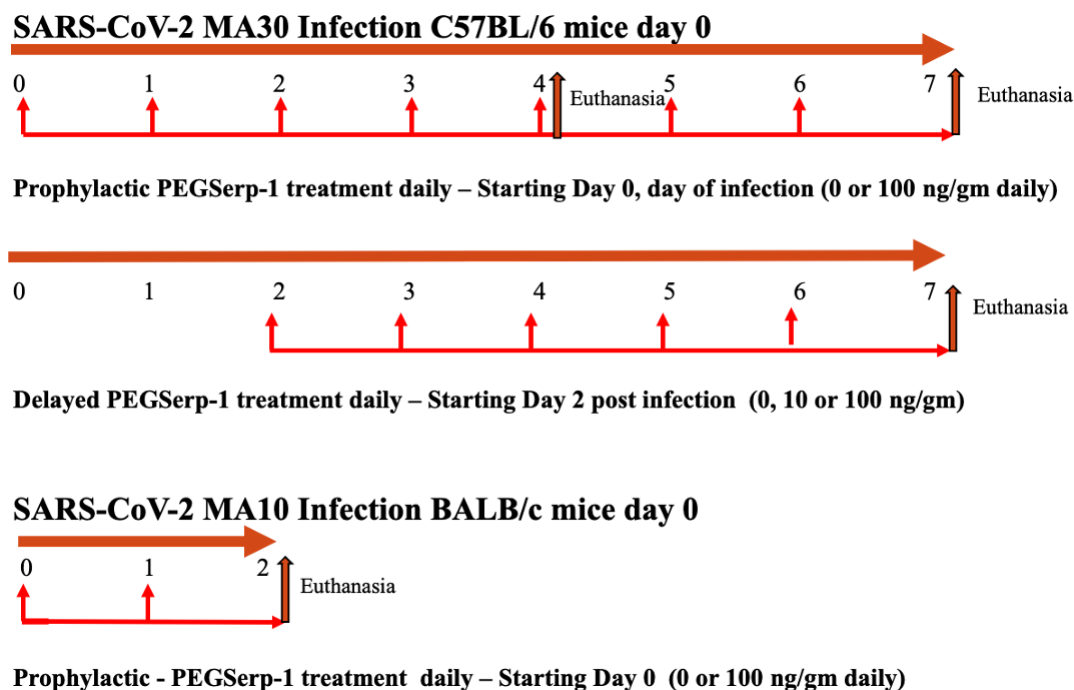 SARS-CoV-2 MA30 Infection C57BL/6 mice day 0
0 1 2 3 4 5 6 7
Euthanasia Euthanasia
Prophylactic PEGSerp-1 treatment daily – Starting Day 0, day of infection (0 or 100 ng/gm daily)
0 1 2 3 4 5 6 7
Euthanasia
Delayed PEGSerp-1 treatment daily – Starting Day 2 post infection (0, 10 or 100 ng/gm)
SARS-CoV-2 MA10 Infection BALB/c mice day 0
0 1 2
Euthanasia
Prophylactic - PEGSerp-1 treatment daily – Starting Day 0 (0 or 100 ng/gm daily)